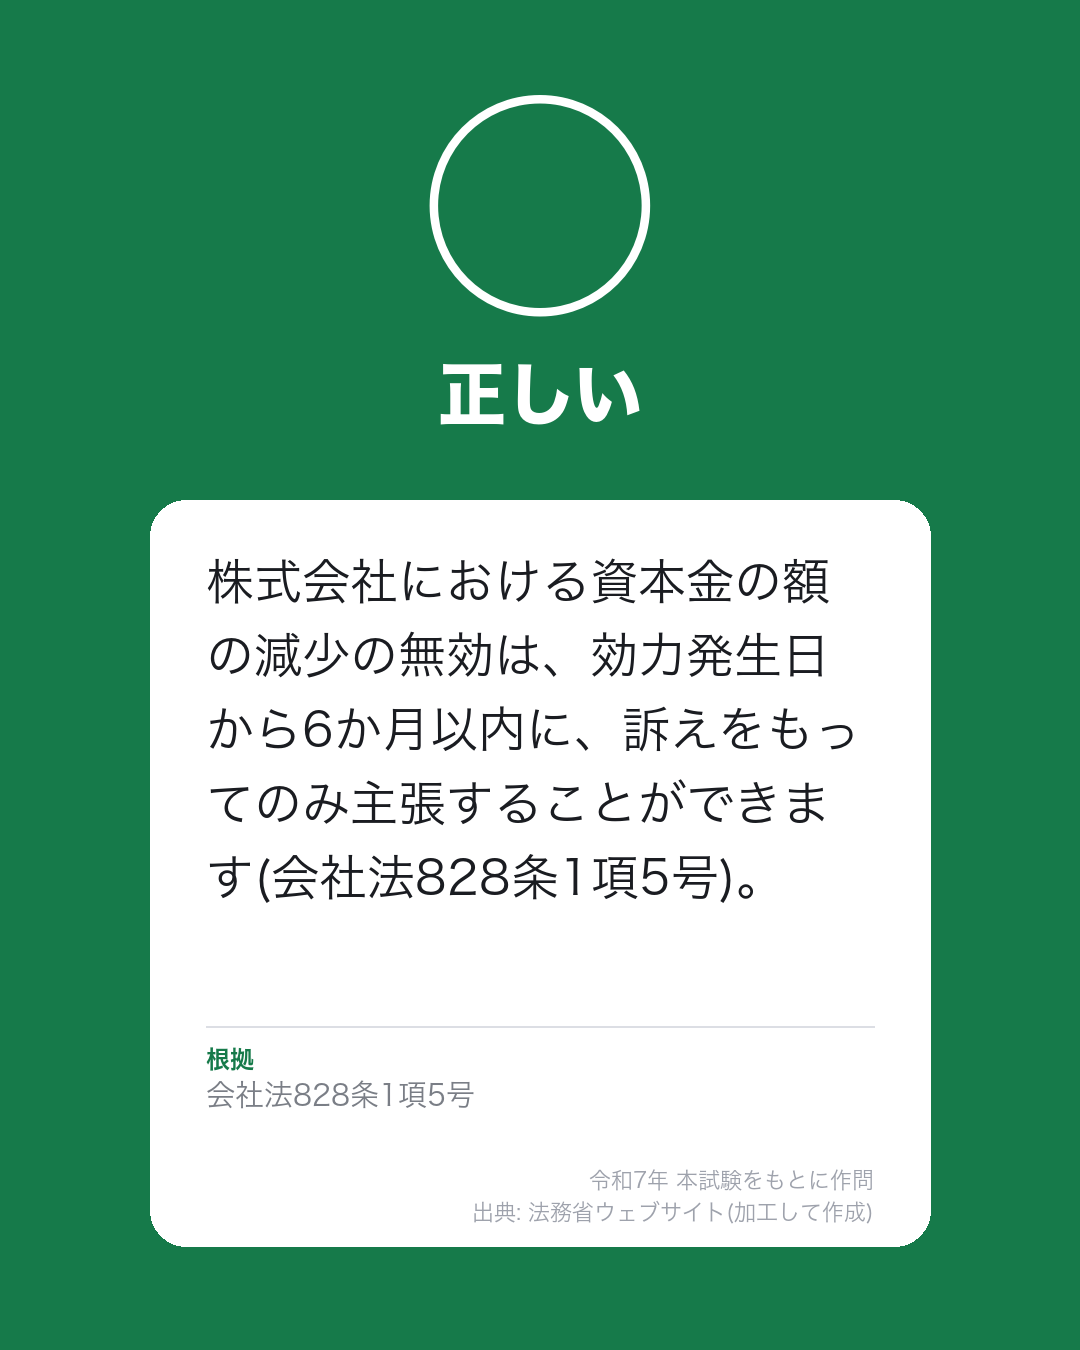 正しい
株式会社における資本金の額
の減少の無効は、効力発生日
から6か月以内に、訴えをもっ
てのみ主張することができま
す(会社法828条1項5号)。
根拠
会社法828条1項5号
令和7年 本試験をもとに作問
出典: 法務省ウェブサイト(加工して作成)